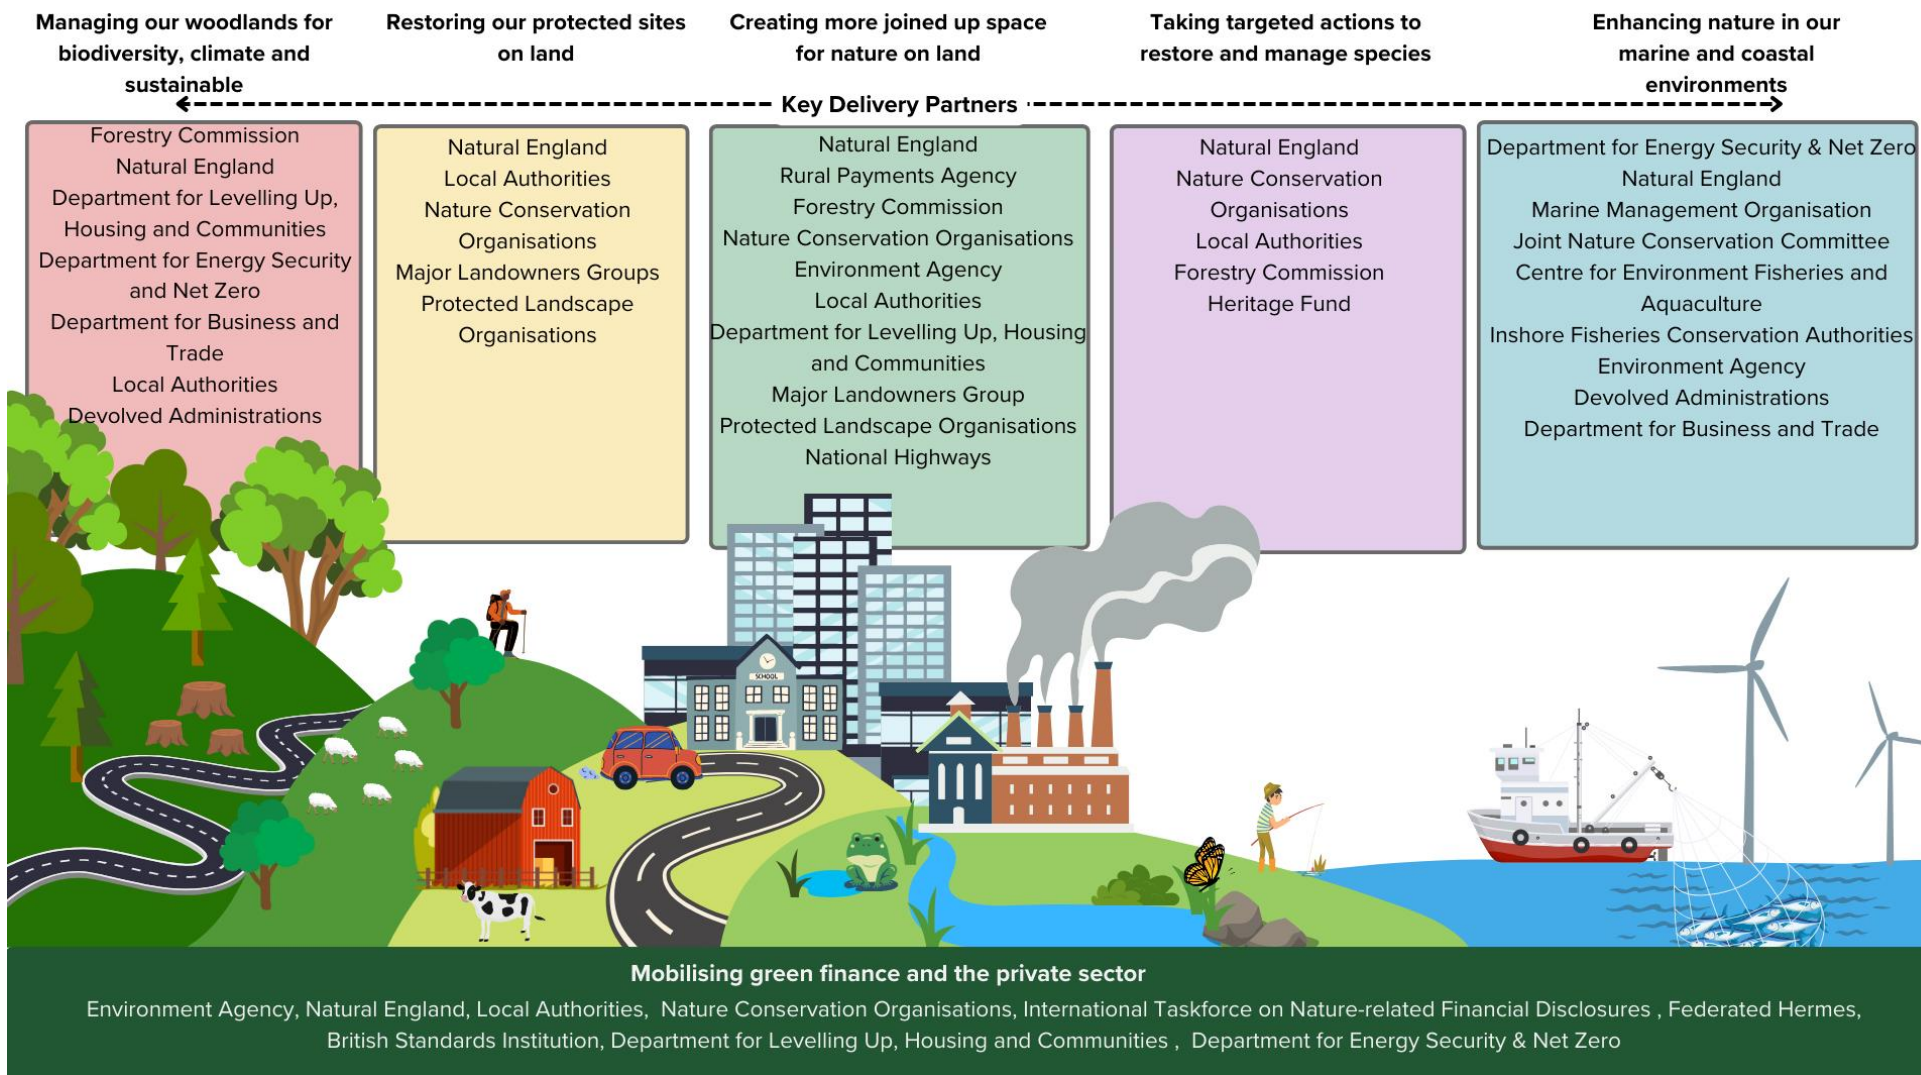 Managing our woodlands for
biodiversity, climate and
sustainable
Restoring our protected sites
on land
Creating more joined up space
for nature on land
Taking targeted actions to
restore and manage species
Enhancing nature in our
marine and coastal
environments
Key Delivery Partners
Forestry Commission
Natural England
Department for Levelling Up,
Housing and Communities
Department for Energy Security
and Net Zero
Department for Business and
Trade
Local Authorities
Devolved Administrations
Natural England
Local Authorities
Nature Conservation
Organisations
Major Landowners Groups
Protected Landscape
Organisations
Natural England
Rural Payments Agency
Forestry Commission
Nature Conservation Organisations
Environment Agency
Local Authorities
Department for Levelling Up, Housing
and Communities
Major Landowners Group
Protected Landscape Organisations
National Highways
Natural England
Nature Conservation
Organisations
Local Authorities
Forestry Commission
Heritage Fund
Department for Energy Security & Net Zero
Natural England
Marine Management Organisation
Joint Nature Conservation Committee
Centre for Environment Fisheries and
Aquaculture
Inshore Fisheries Conservation Authorities
Environment Agency
Devolved Administrations
Department for Business and Trade
SCHOOL
Mobilising green finance and the private sector
Environment Agency, Natural England, Local Authorities,  Nature Conservation Organisations, International Taskforce on Nature-related Financial Disclosures , Federated Hermes,
British Standards Institution, Department for Levelling Up, Housing and Communities ,  Department for Energy Security & Net Zero